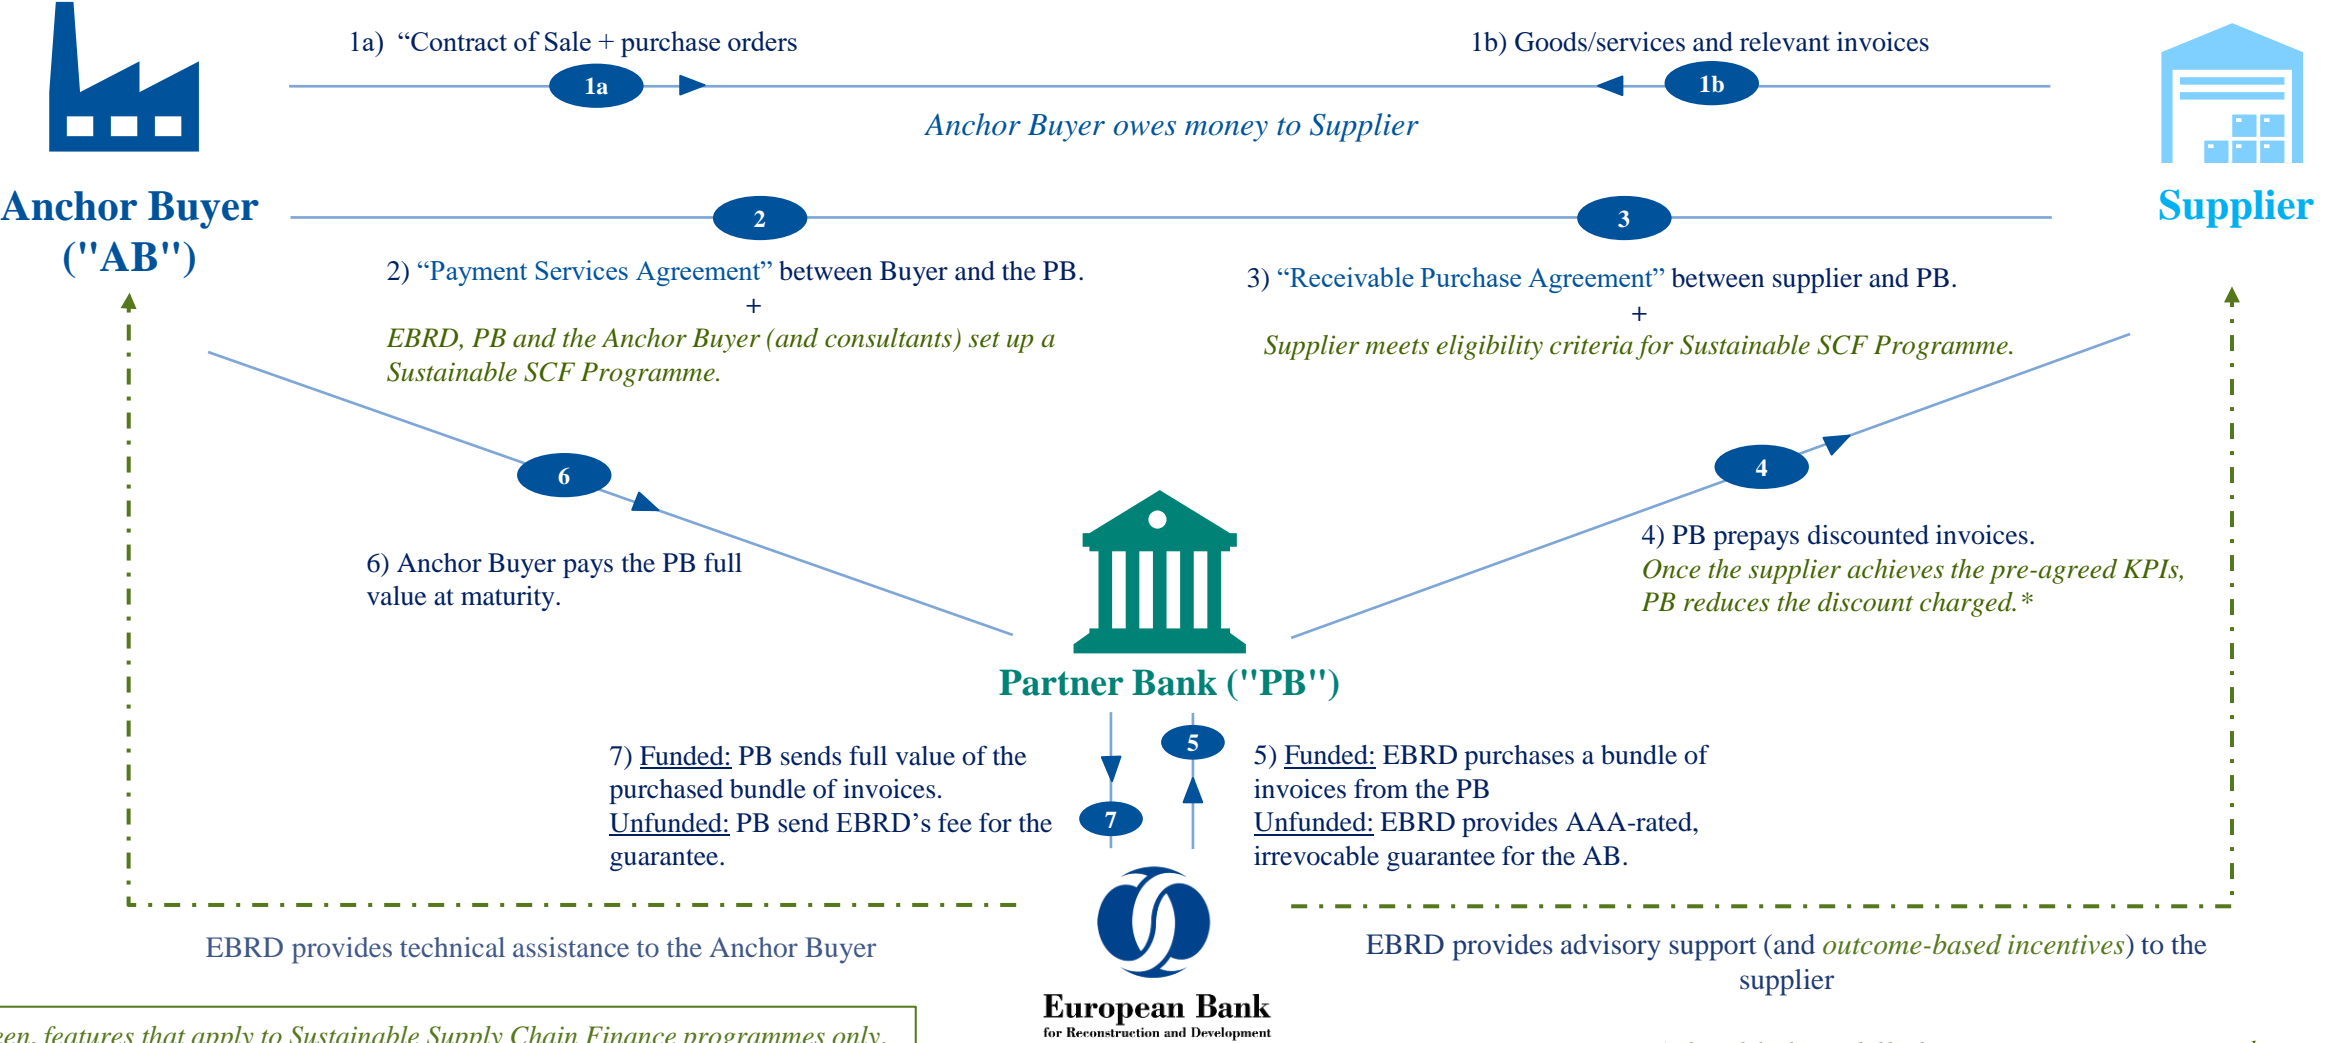 1a) “Contract of Sale + purchase orders
1b) Goods/services and relevant invoices
1a
1b
Anchor Buyer owes money to Supplier
Anchor Buyer
("AB")
Supplier
2
3
2) “Payment Services Agreement” between Buyer and the PB.
+
EBRD, PB and the Anchor Buyer (and consultants) set up a
Sustainable SCF Programme.
3) “Receivable Purchase Agreement” between supplier and PB.
+
Supplier meets eligibility criteria for Sustainable SCF Programme.
6
4
6) Anchor Buyer pays the PB full
value at maturity.
4) PB prepays discounted invoices.
Once the supplier achieves the pre-agreed KPIs,
PB reduces the discount charged.*
Partner Bank ("PB")
7) Funded: PB sends full value of the
purchased bundle of invoices.
Unfunded: PB send EBRD’s fee for the
guarantee.
7
5
5) Funded: EBRD purchases a bundle of
invoices from the PB
Unfunded: EBRD provides AAA-rated,
irrevocable guarantee for the AB.
EBRD provides technical assistance to the Anchor Buyer
EBRD provides advisory support (and outcome-based incentives) to the
supplier
European Bank
for Reconstruction and Development
features that apply to Sustainable Supply Chain Finance programmes only.